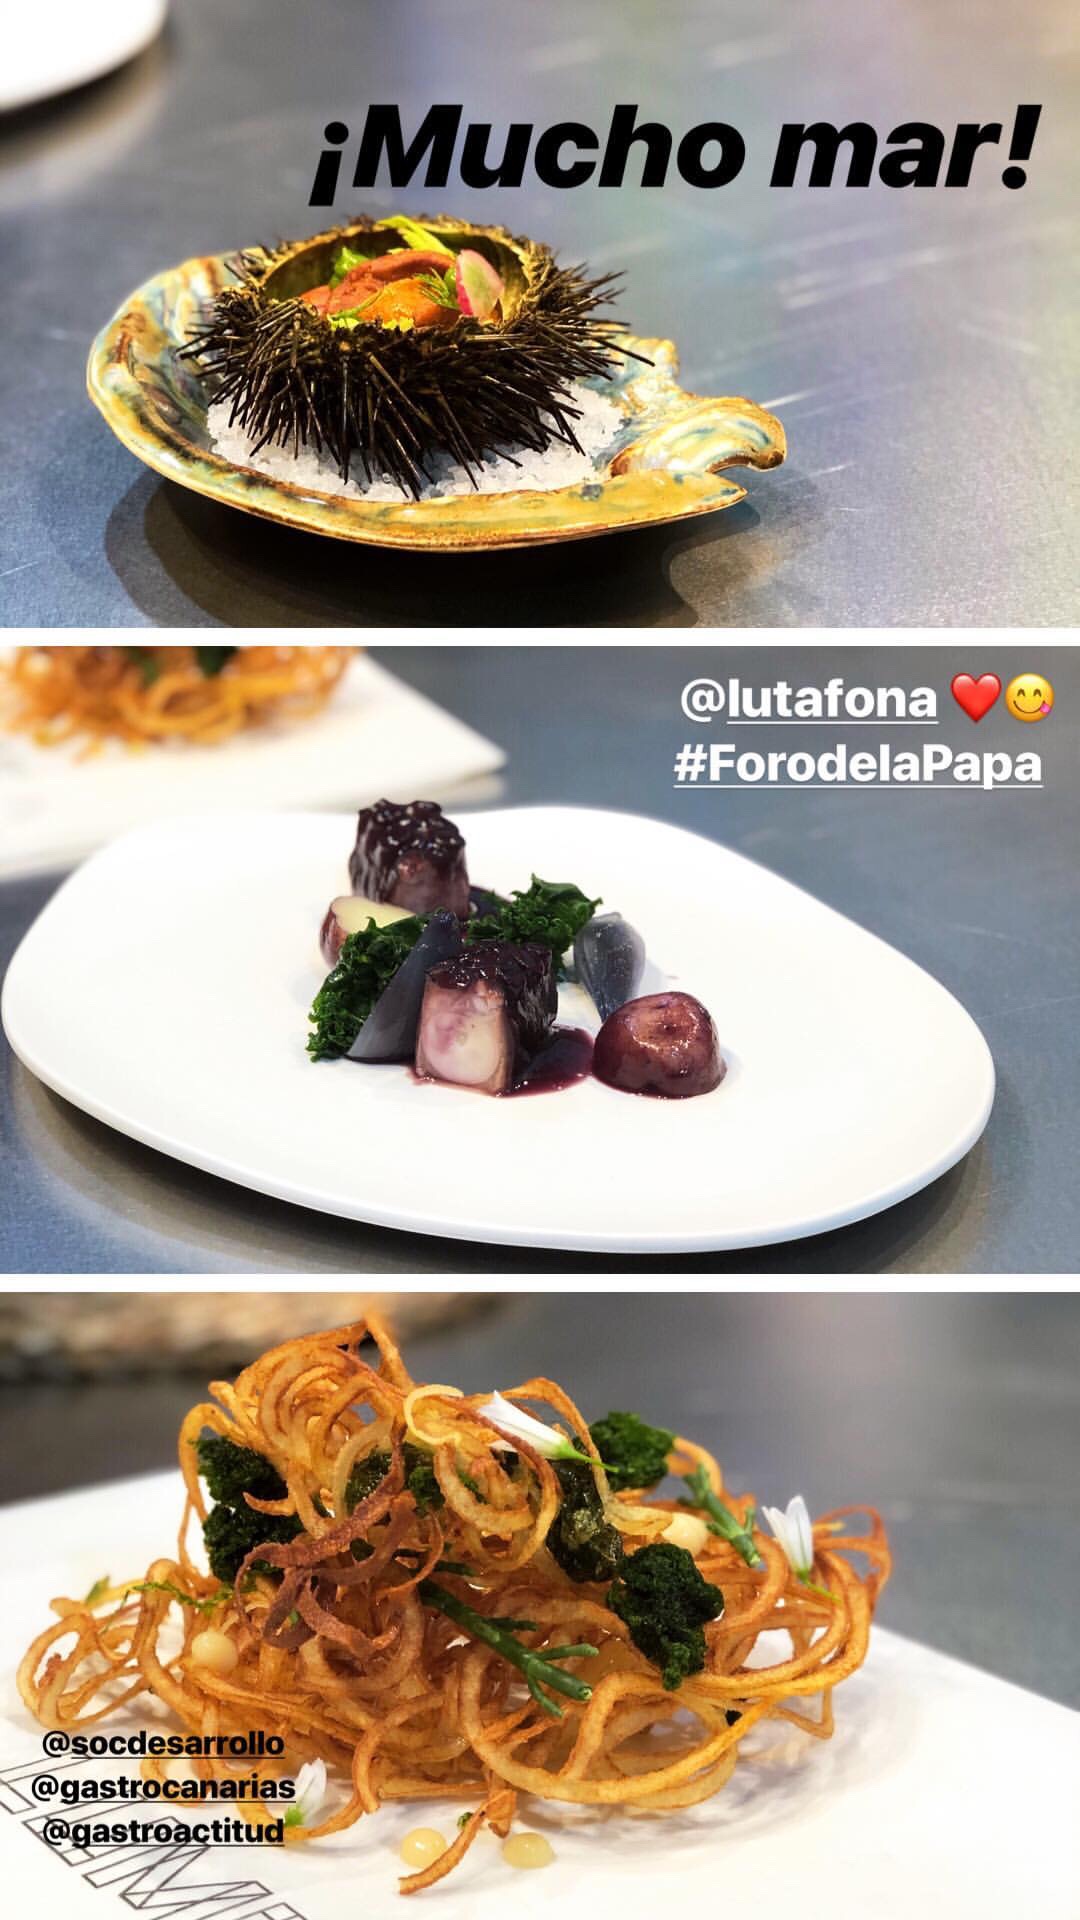 ¡Mucho mar!
@lutafona ❤️😋
#ForodelaPapa
@socdesarrollo
@gastrocanarias
@gastroactitud